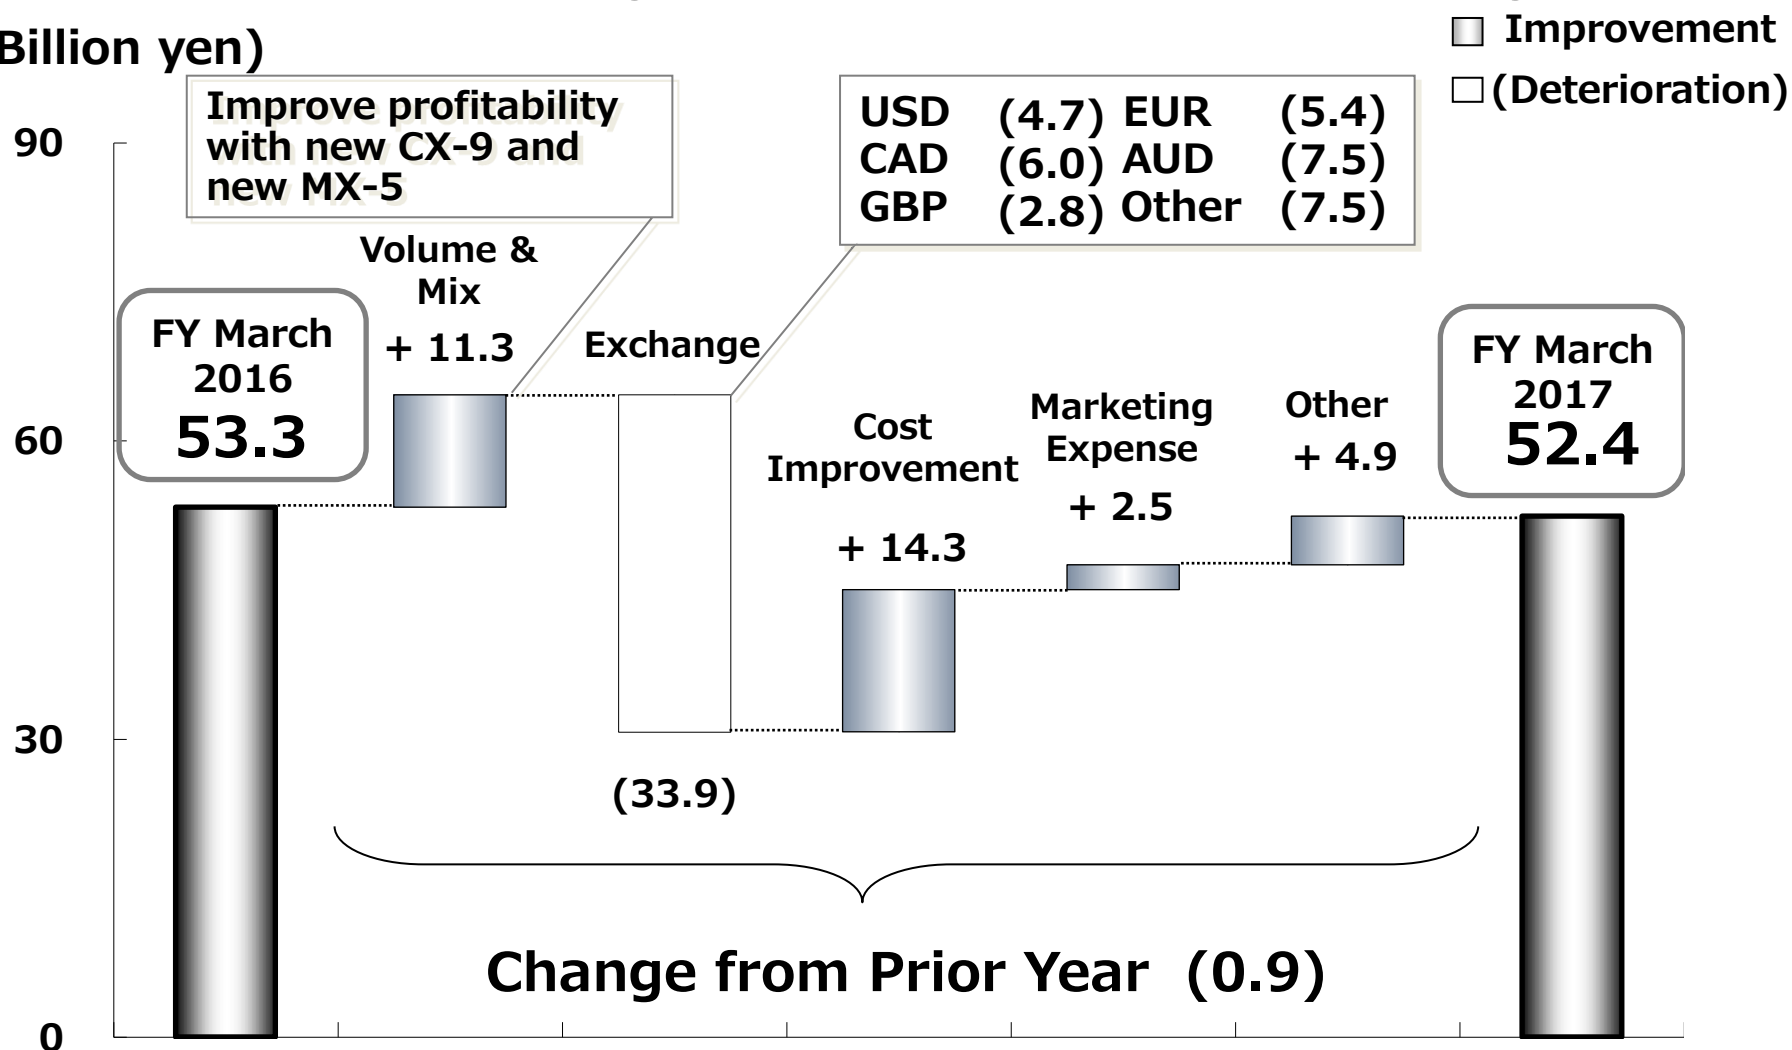 Billion yen)
Improvement
(Deterioration)
Improve profitability
with new CX-9 and
new MX-5
USD (4.7) EUR (5.4)
CAD (6.0) AUD (7.5)
GBP (2.8) Other (7.5)
90
60
30
0
Volume &
Mix
+ 11.3
Exchange
(33.9)
FY March
2016
53.3
Cost
Improvement
+ 14.3
Marketing
Expense
+ 2.5
Other
+ 4.9
FY March
2017
52.4
Change from Prior Year (0.9)